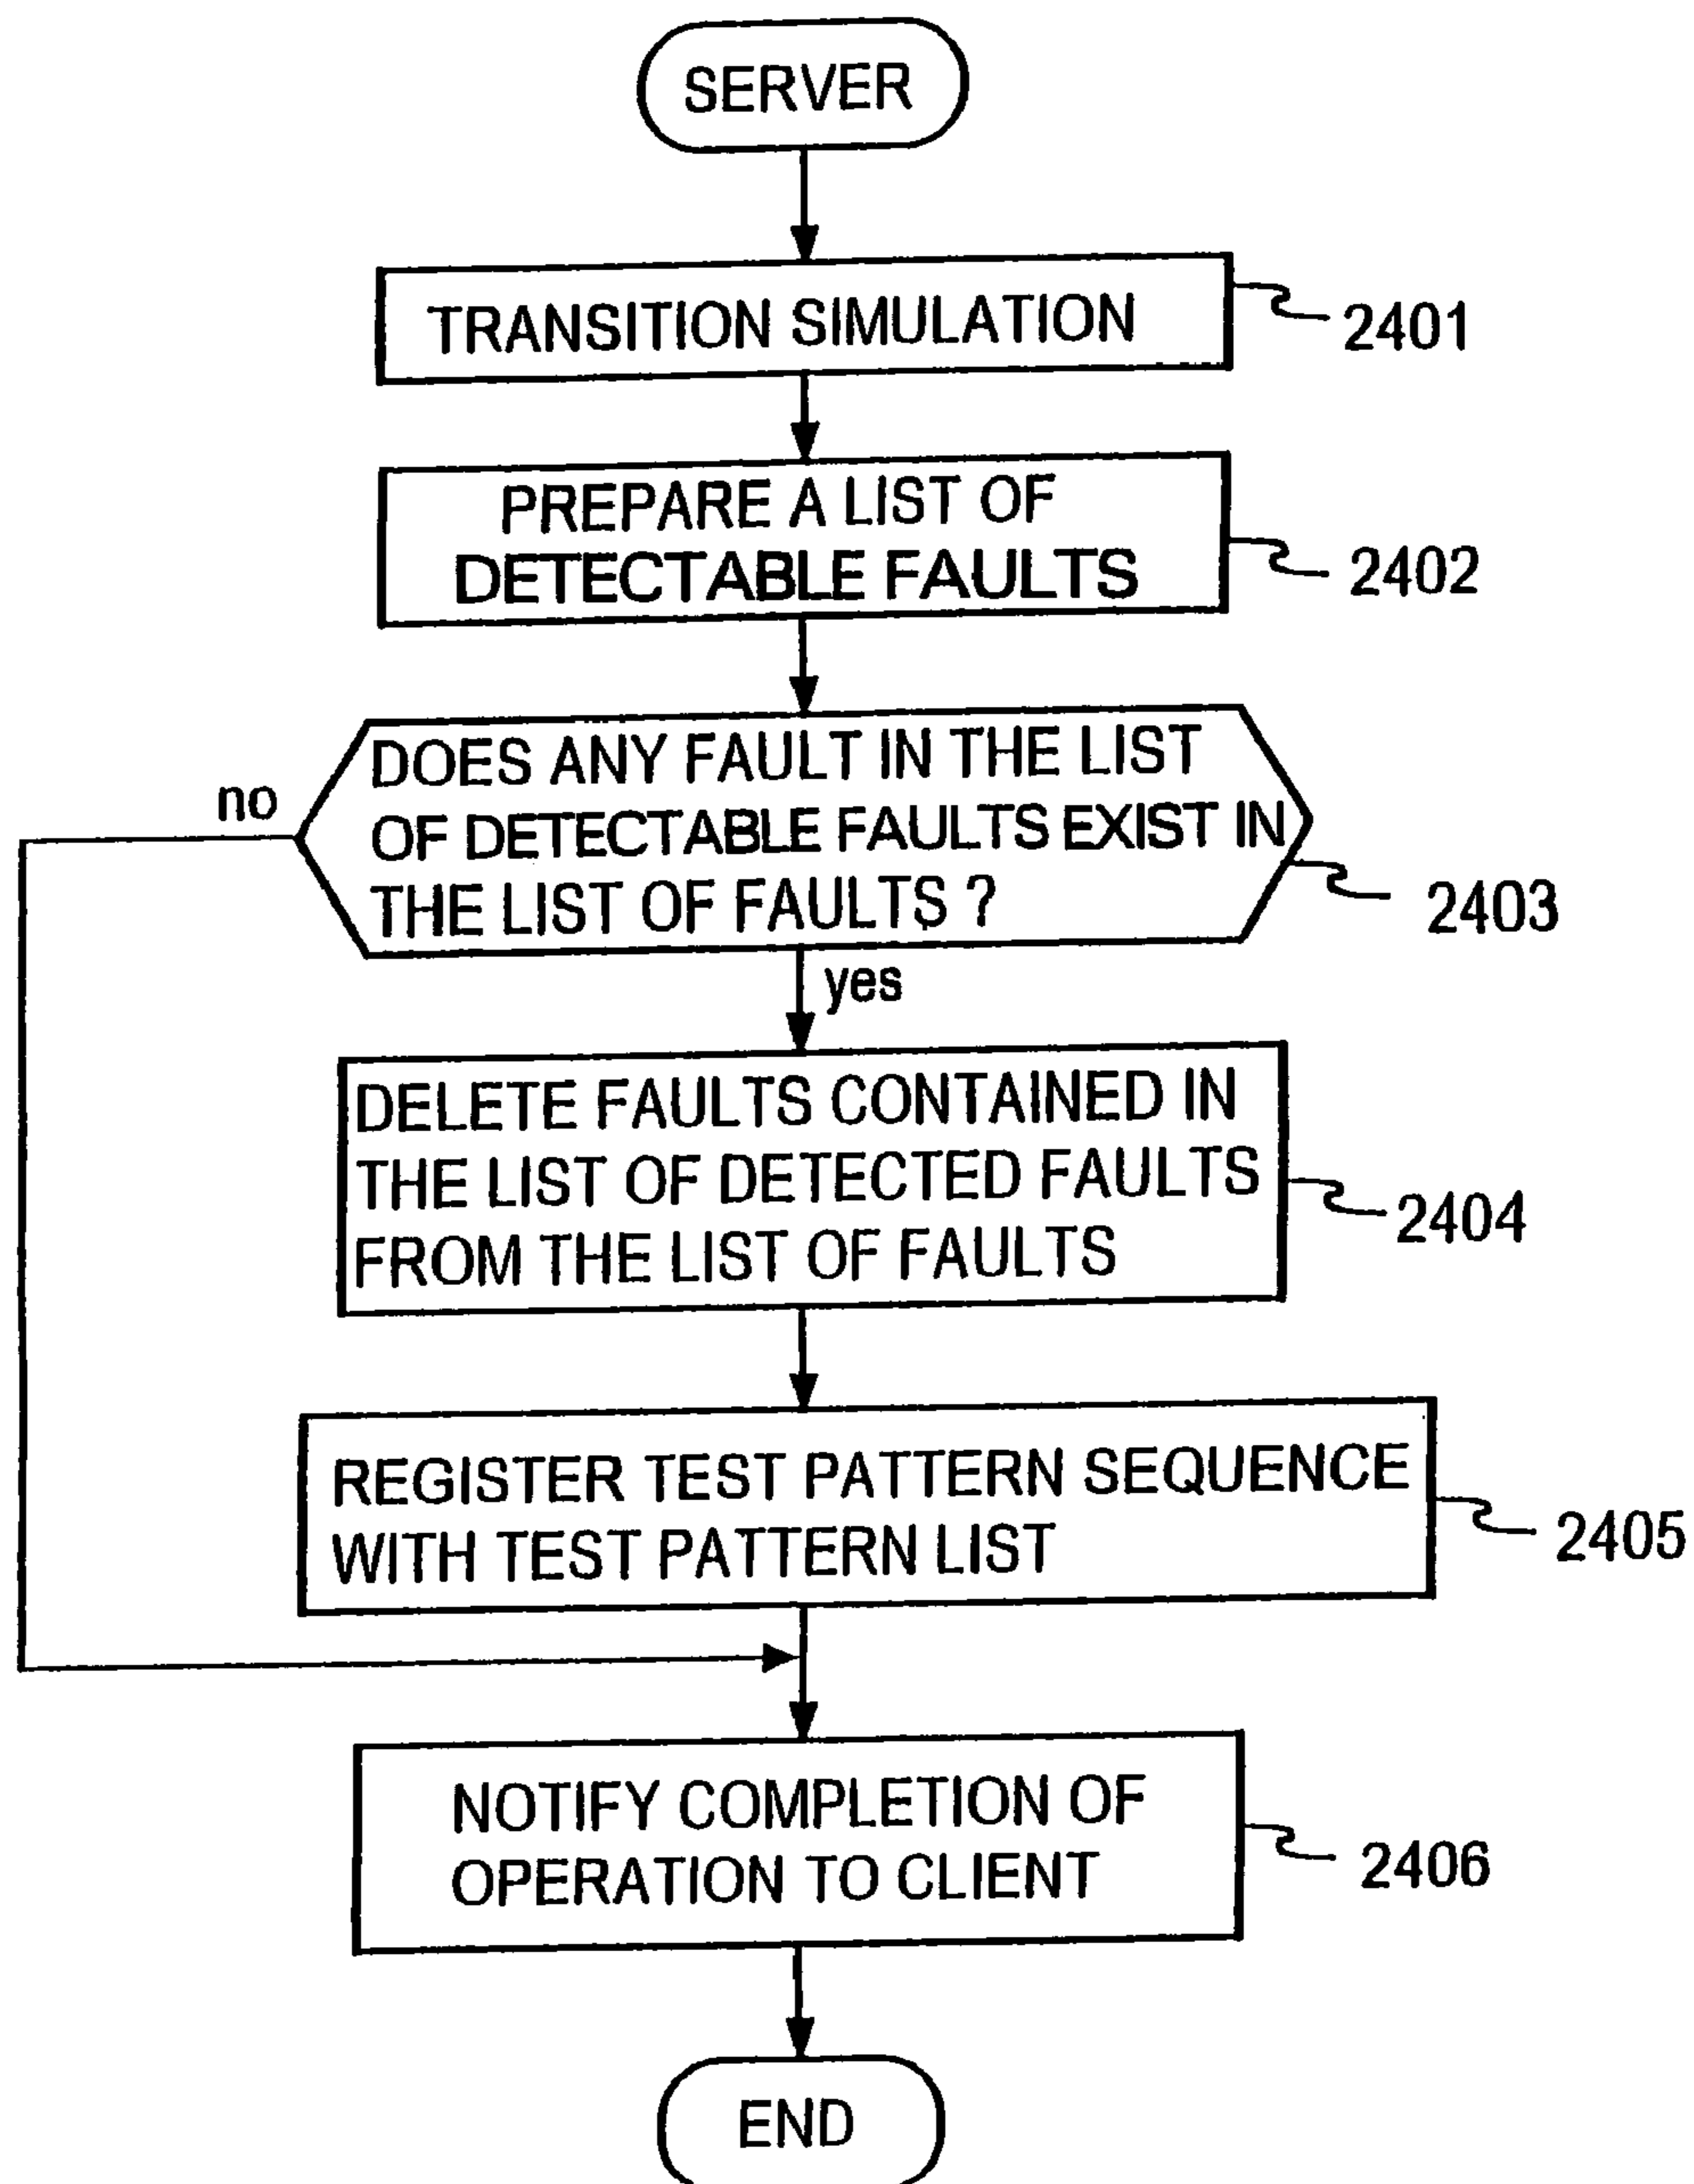 SERVER
TRANSITION SIMULATION
2401
PREPARE A LIST OF
DETECTABLE FAULTS
2402
DOES ANY FAULT IN THE LIST
OF DETECTABLE FAULTS EXIST IN
THE LIST OF FAULTS ?
2403
no
yes
DELETE FAULTS CONTAINED IN
THE LIST OF DETECTED FAULTS
FROM THE LIST OF FAULTS
2404
REGISTER TEST PATTERN SEQUENCE
WITH TEST PATTERN LIST
2405
NOTIFY COMPLETION OF
OPERATION TO CLIENT
2406
END